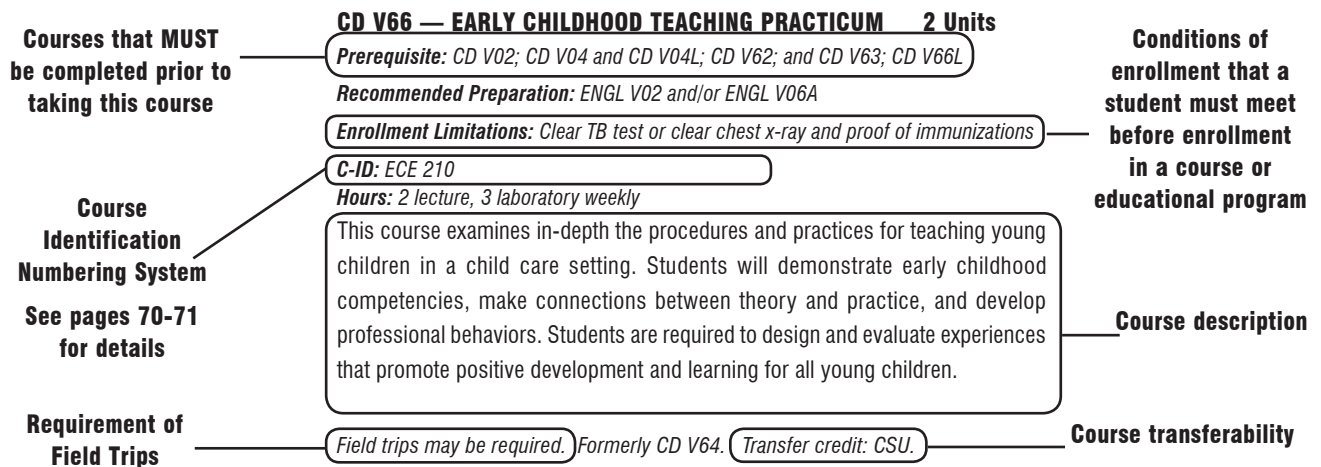 CD V66 — EARLY CHILDHOOD TEACHING PRACTICUM 2 Units
Courses that MUST
be completed prior to
taking this course
Prerequisite: CD V02; CD V04 and CD V04L; CD V62; and CD V63; CD V66L
Recommended Preparation: ENGL V02 and/or ENGL V06A
Enrollment Limitations: Clear TB test or clear chest x-ray and proof of immunizations
Conditions of
enrollment that a
student must meet
before enrollment
in a course or
educational program
C-ID: ECE 210
Hours: 2 lecture, 3 laboratory weekly
Course
Identification
Numbering System
See pages 70-71
for details
This course examines in-depth the procedures and practices for teaching young
children in a child care setting. Students will demonstrate early childhood
competencies, make connections between theory and practice, and develop
professional behaviors. Students are required to design and evaluate experiences
that promote positive development and learning for all young children.
Course description
Requirement of
Field Trips
Field trips may be required. Formerly CD V64. Transfer credit: CSU.
Course transferability